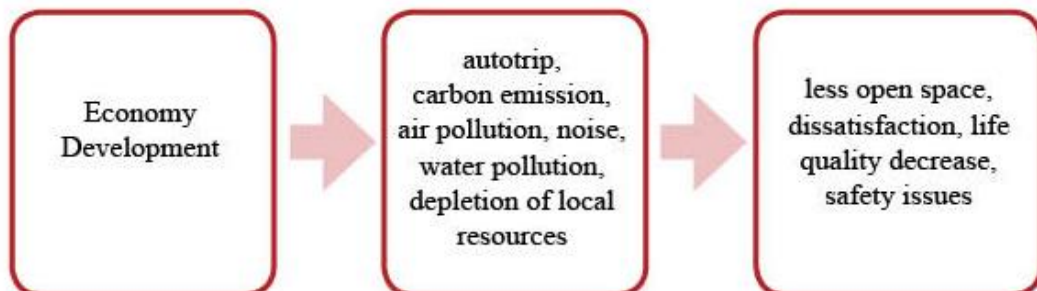 Economy
Development
autotrip,
carbon emission,
air pollution, noise,
water pollution,
depletion of local
resources
less open space,
dissatisfaction, life
quality decrease,
safety issues